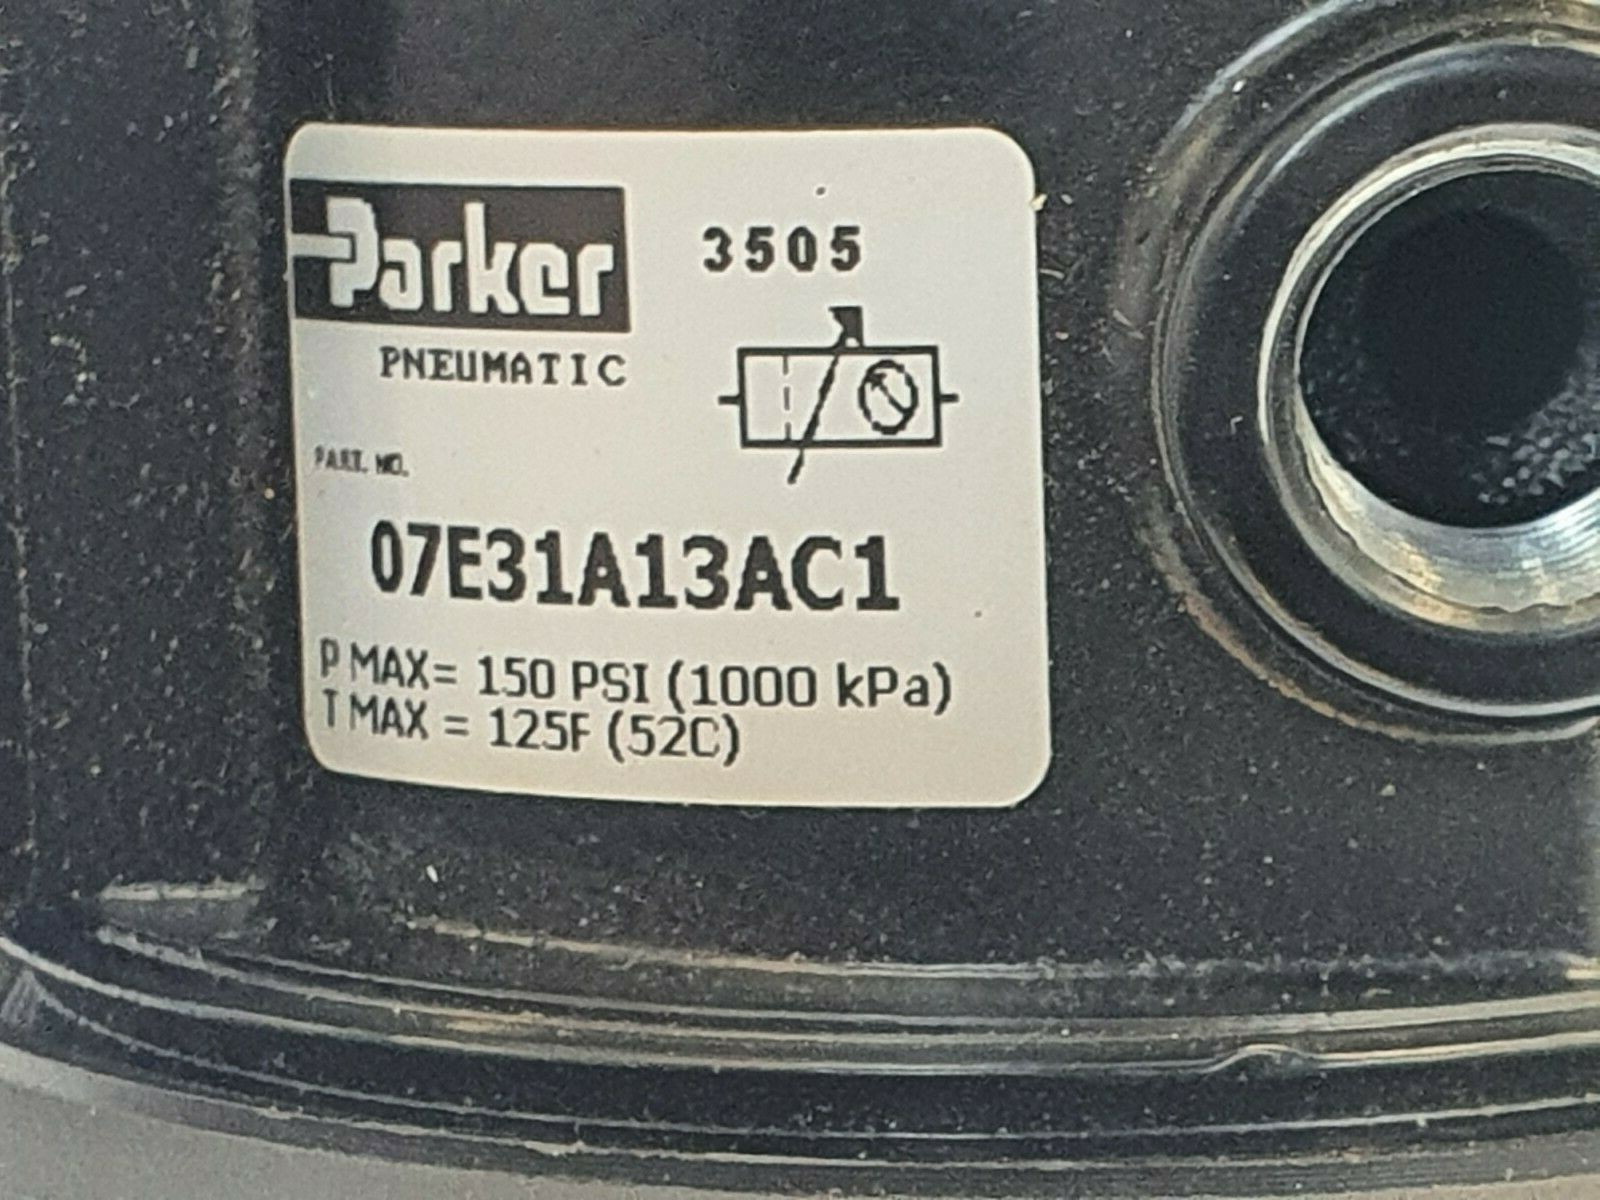 Parker
3505
PNEUMATIC
PART. NO.
07E31A13AC1
P MAX= 150 PSI (1000 kPa)
T MAX = 125F (52C)